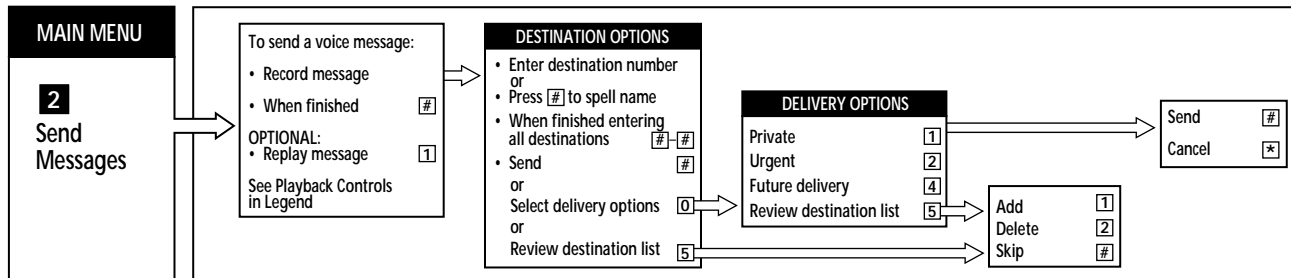 MAIN MENU
2
Send
Messages
To send a voice message:
• Record message
• When finished #
OPTIONAL:
• Replay message 1
See Playback Controls
in Legend
DESTINATION OPTIONS
• Enter destination number
or
• Press # to spell name
• When finished entering
all destinations #–#
• Send #
or
Select delivery options 0
or
Review destination list 5
DELIVERY OPTIONS
Private 1
Urgent 2
Future delivery 4
Review destination list 5
Send #
Cancel *
Add 1
Delete 2
Skip #